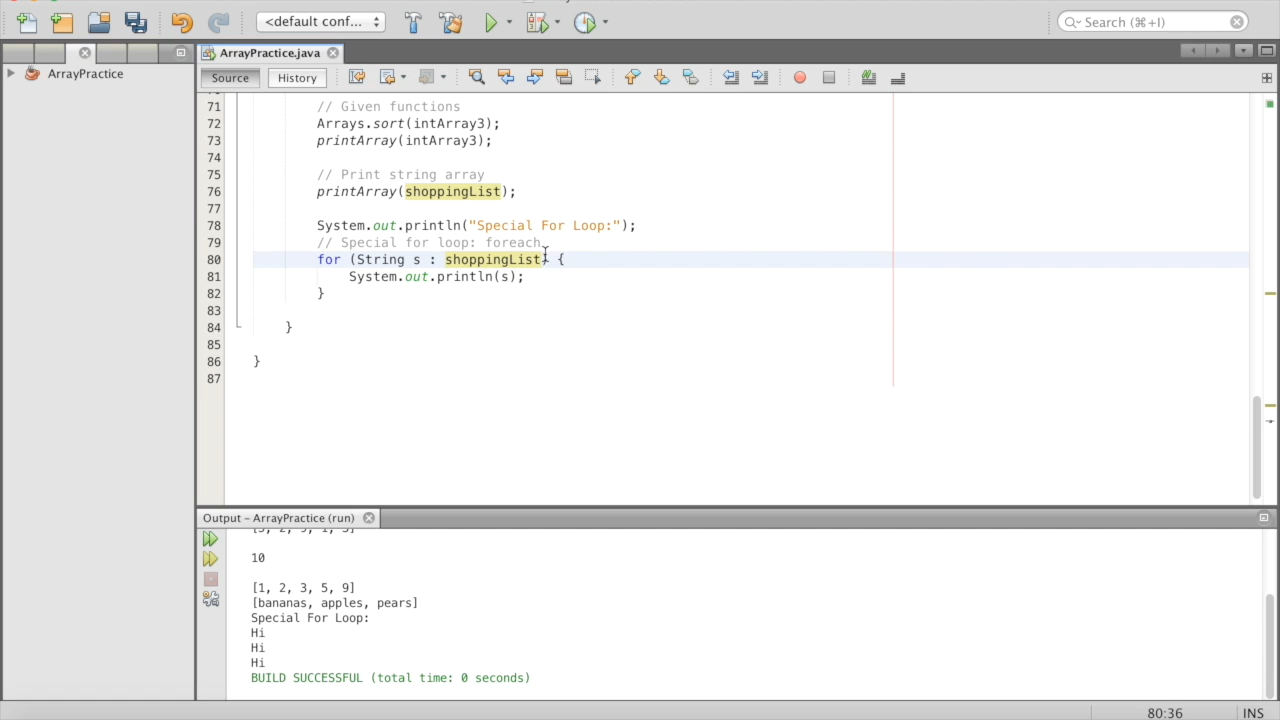 <default conf...
Search (⌘+I)
ArrayPractice.java
ArrayPractice
Source
History
71 // Given functions
72 Arrays.sort(intArray3);
73 printArray(intArray3);
74
75 // Print string array
76 printArray(shoppingList);
77
78 System.out.println("Special For Loop:");
79 // Special for loop: foreach
80 for (String s : shoppingList) {
81 System.out.println(s);
82 }
83
84 }
85
86 }
87
Output – ArrayPractice (run)
10
[1, 2, 3, 5, 9]
[bananas, apples, pears]
Special For Loop:
Hi
Hi
Hi
BUILD SUCCESSFUL (total time: 0 seconds)
80:36 INS